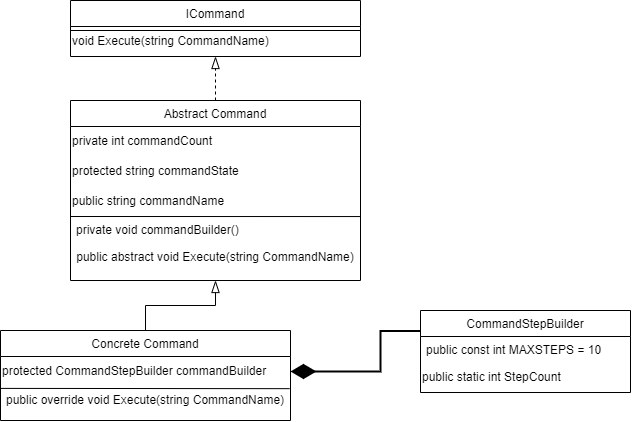 ICommand
void Execute(string CommandName)
Abstract Command
private int commandCount
protected string commandState
public string commandName
private void commandBuilder()
public abstract void Execute(string CommandName)
Concrete Command
protected CommandStepBuilder commandBuilder
public override void Execute(string CommandName)
CommandStepBuilder
public const int MAXSTEPS = 10
public static int StepCount